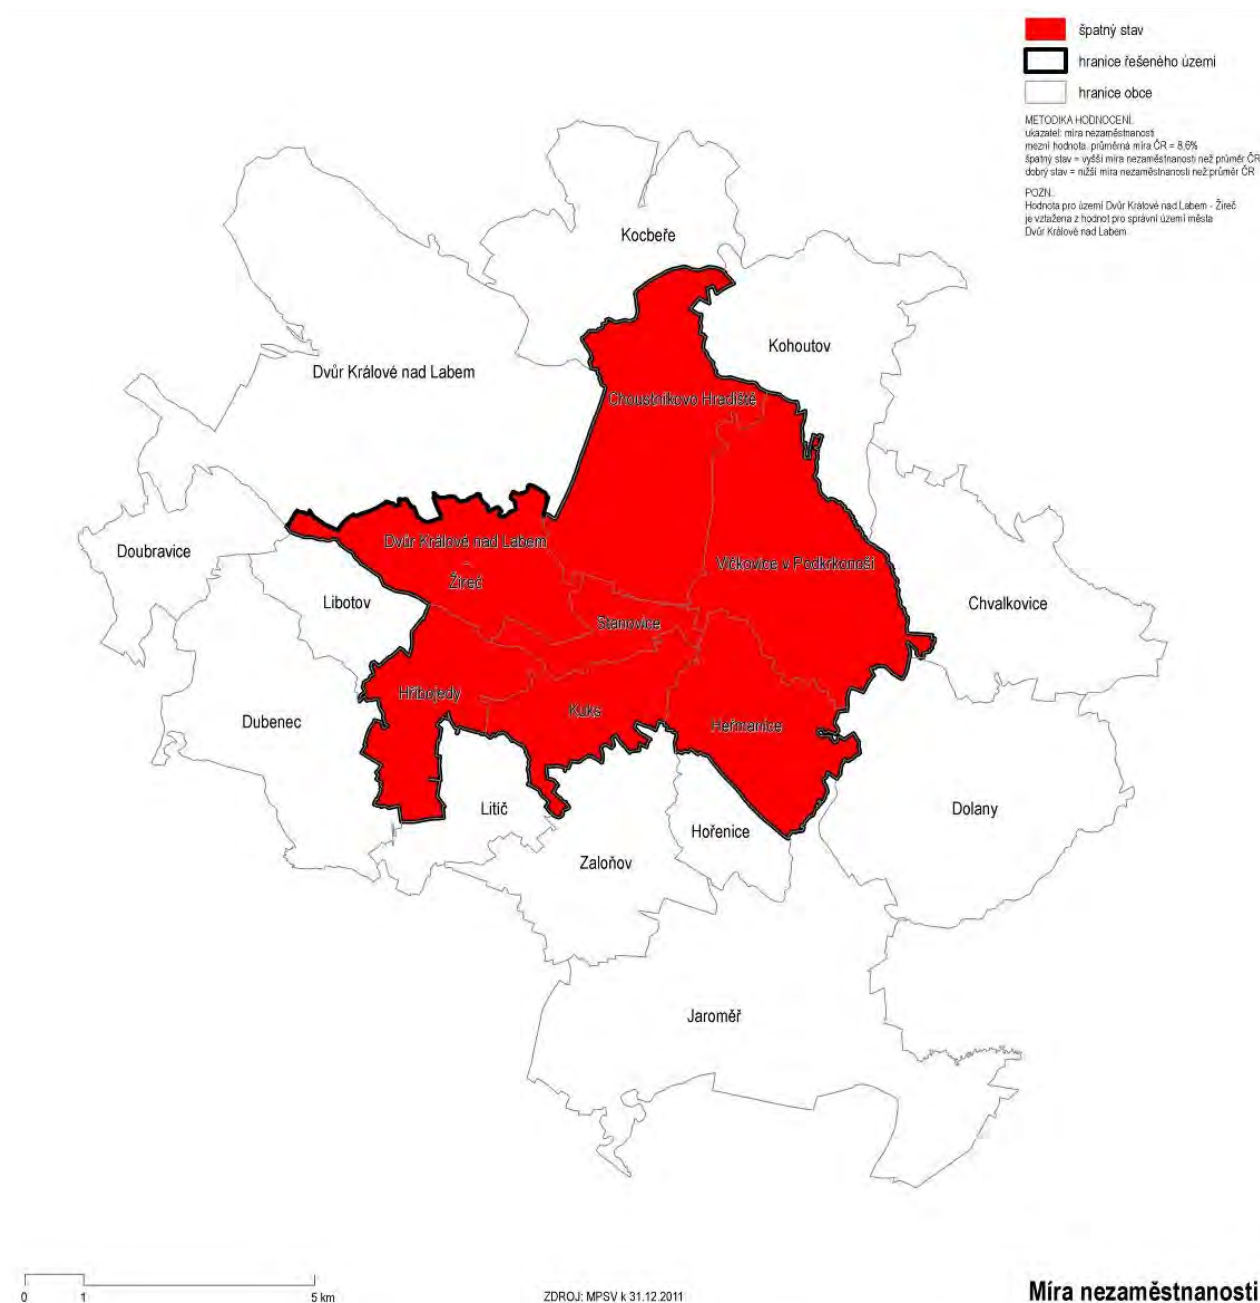 špatný stav
hranice řešeného území
hranice obce
METODIKA HODNOCENÍ:
ukazatel: míra nezaměstnanosti
mezní hodnota: průměrná míra ČR = 8,6%
špatný stav = vyšší míra nezaměstnanosti než průměr ČR
dobrý stav = nižší míra nezaměstnanosti než průměr ČR
POZN.:
Hodnota pro území Dvůr Králové nad Labem - Žireč
je vztažena z hodnot pro správní území města
Dvůr Králové nad Labem
Kocbeře
Kohoutov
Dvůr Králové nad Labem
Choustníkovo Hradiště
Dvůr Králové nad Labem
–
Žireč
Doubravice
Vlčkovice v Podkrkonoší
Libotov
Chvalkovice
Stanovice
Hřibojedy
Kuks
Dubenec
Heřmanice
Litíč
Dolany
Hořenice
Zaloňov
Jaroměř
0 1 5 km
ZDROJ: MPSV k 31.12.2011
Míra nezaměstnanosti